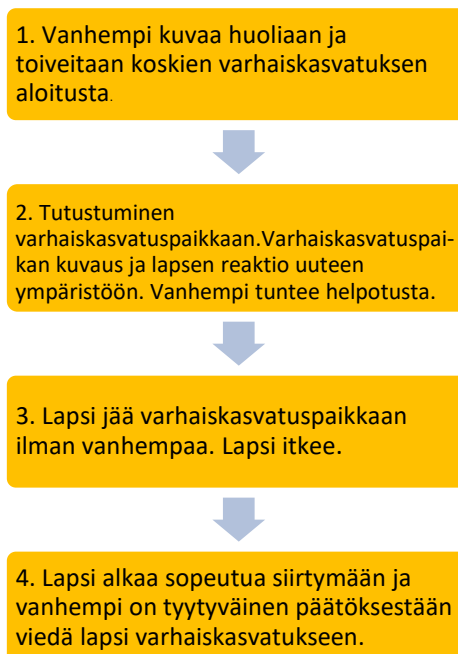 1. Vanhempi kuvaa huoliaan ja
toiveitaan koskien varhaiskasvatuksen
aloitusta.
2. Tutustuminen
varhaiskasvatuspaikkaan.Varhaiskasvatuspai-
kan kuvaus ja lapsen reaktio uuteen
ympäristöön. Vanhempi tuntee helpotusta.
3. Lapsi jää varhaiskasvatuspaikkaan
ilman vanhempaa. Lapsi itkee.
4. Lapsi alkaa sopeutua siirtymään ja
vanhempi on tyytyväinen päätöksestään
viedä lapsi varhaiskasvatukseen.